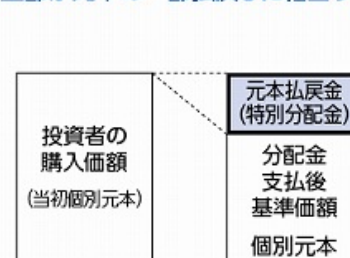 投資者の
購入価額
(当初個別元本)
元本払戻金
(特別分配金)
分配金
支払後
基準価額
個別元本